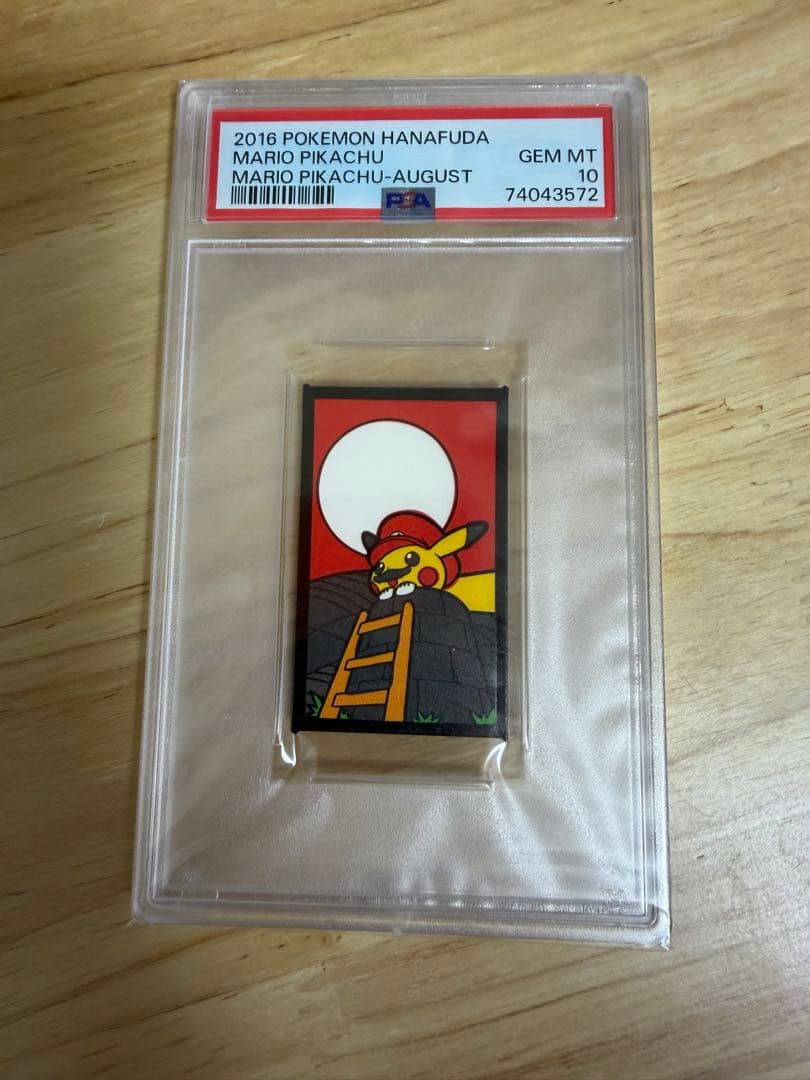 2016 POKEMON HANAFUDA
MARIO PIKACHU GEM MT
MARIO PIKACHU-AUGUST 10
PSA 74043572